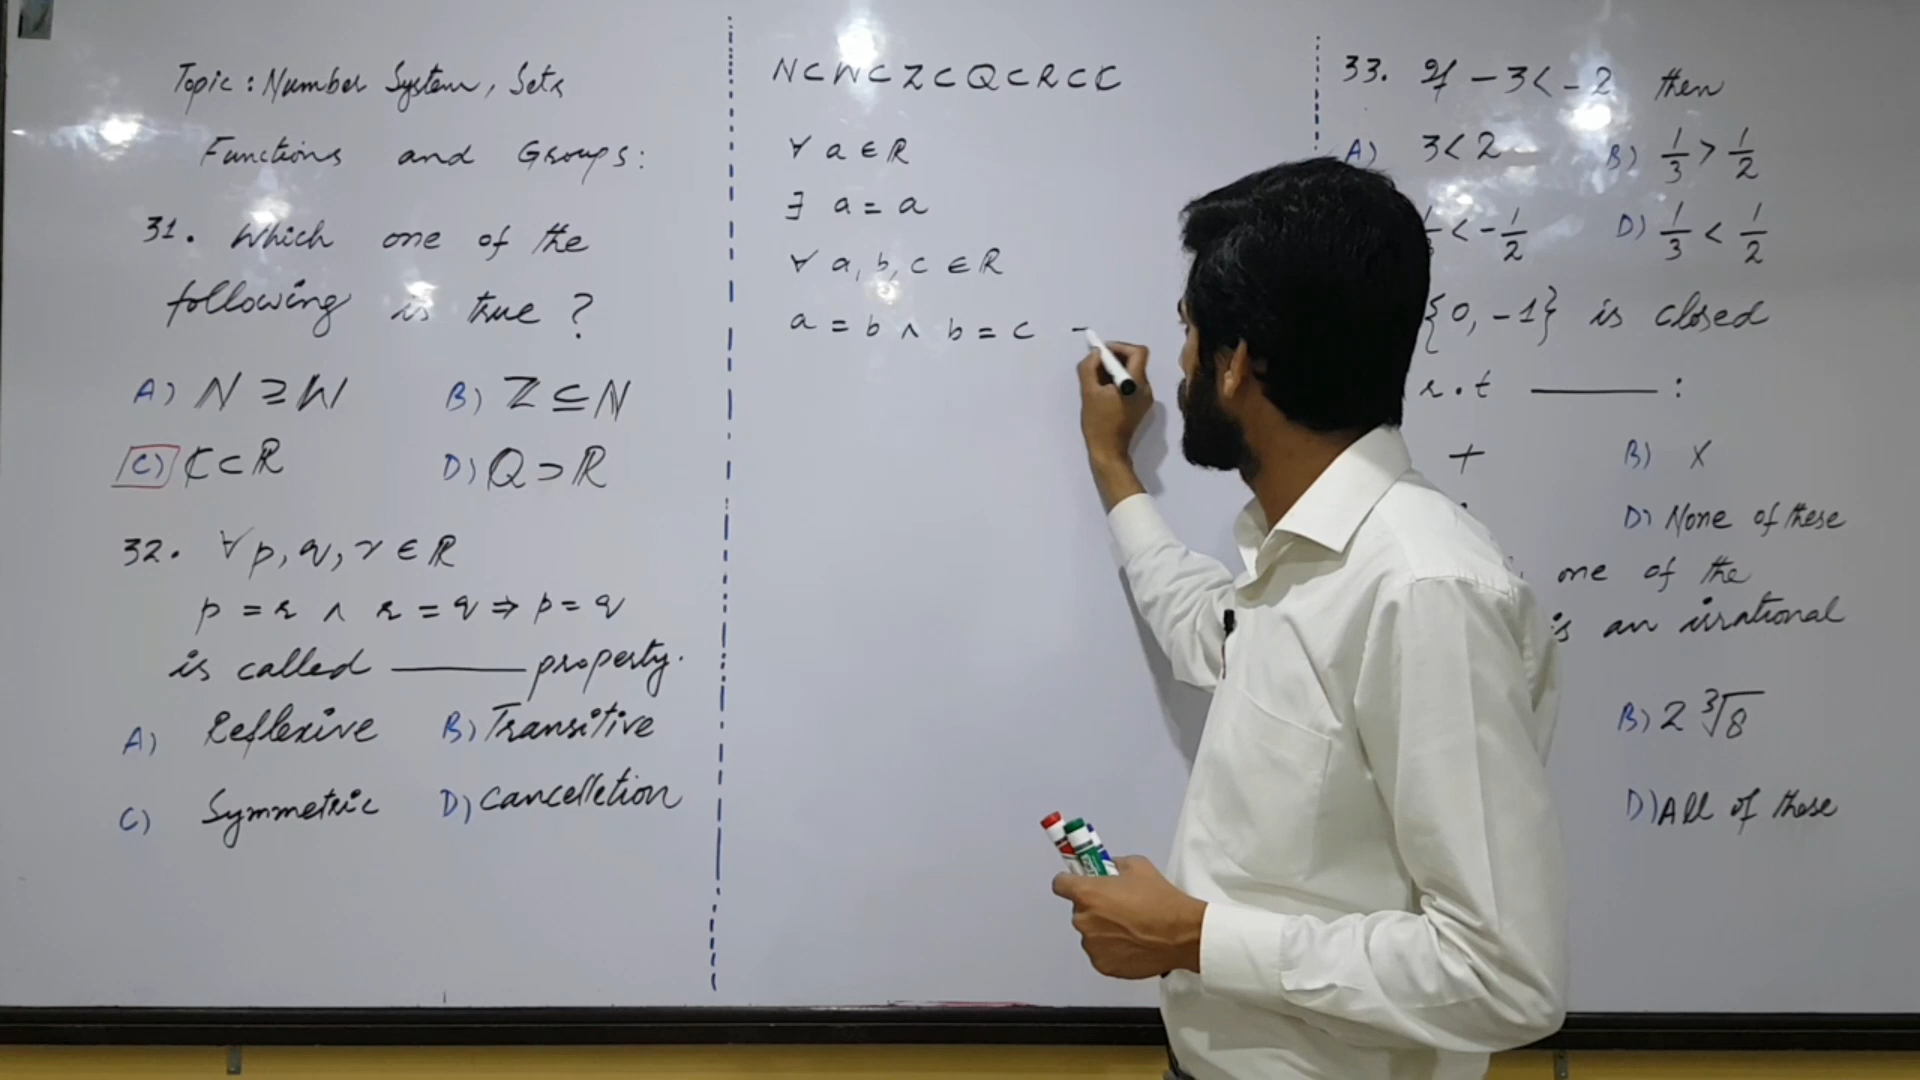 Topic: Number System, Sets
Functions and Groups:
31. Which one of the
following is true ?
A) N ⊇ W B) ℤ ⊆ N
C) ℂ ⊂ ℝ D) Q ⊃ ℝ
32. ∀ p, q, r ∈ ℝ
p = r ∧ r = q ⇒ p = q
is called ______ property.
A) Reflexive B) Transitive
C) Symmetric D) Cancelletion
N ⊂ W ⊂ Z ⊂ Q ⊂ R ⊂ ℂ
∀ a ∈ ℝ
∃ a = a
∀ a, b, c ∈ ℝ
a = b ∧ b = c -
33. If -3 < -2 then
A) 3 < 2 B) 1/3 > 1/2
< -1/2 D) 1/3 < 1/2
{0, -1} is closed
r.t ______ :
+ B) x
D) None of these
one of the
is an irrational
B) 2 ∛8
D) All of these